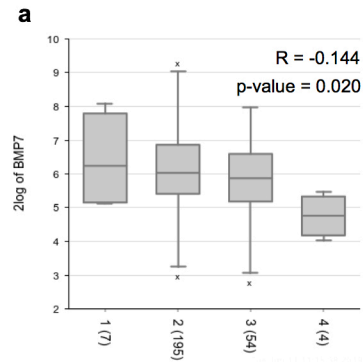 a
R = -0.144
p-value = 0.020
2log of BMP7
10
9
8
7
6
5
4
3
2
x
x
x
1 (7)
2 (195)
3 (54)
4 (4)